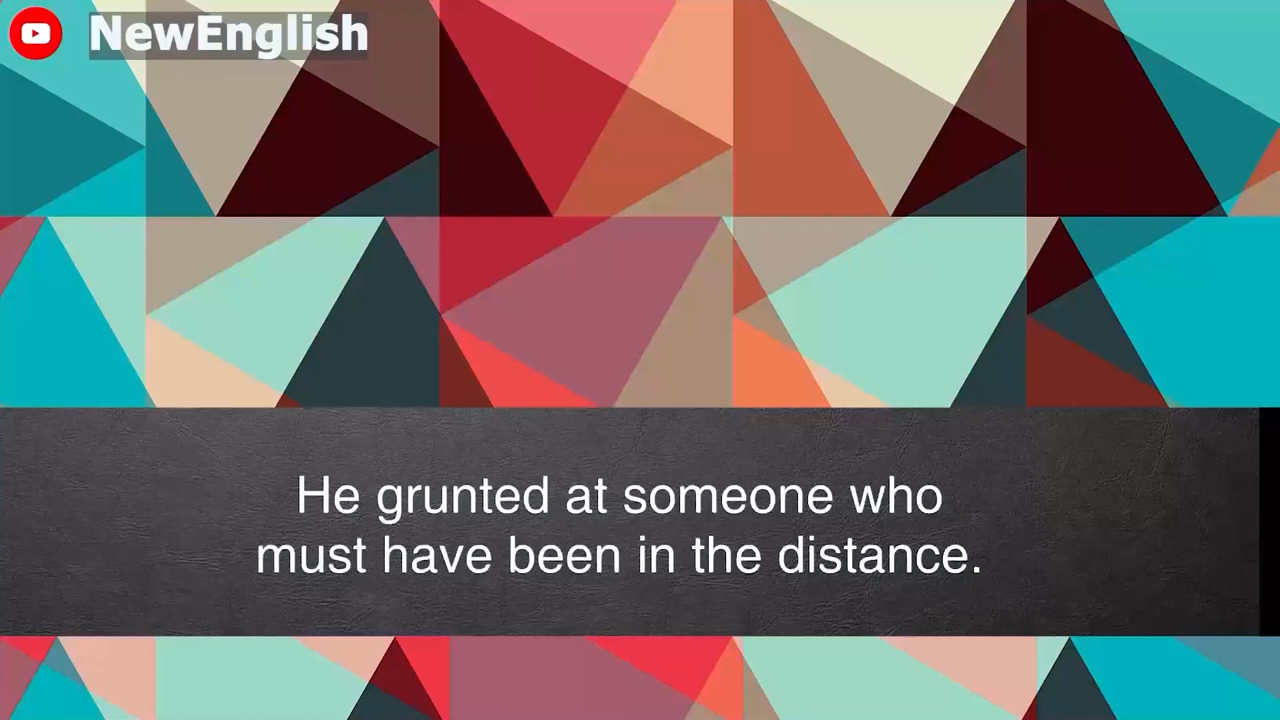 NewEnglish
He grunted at someone who
must have been in the distance.